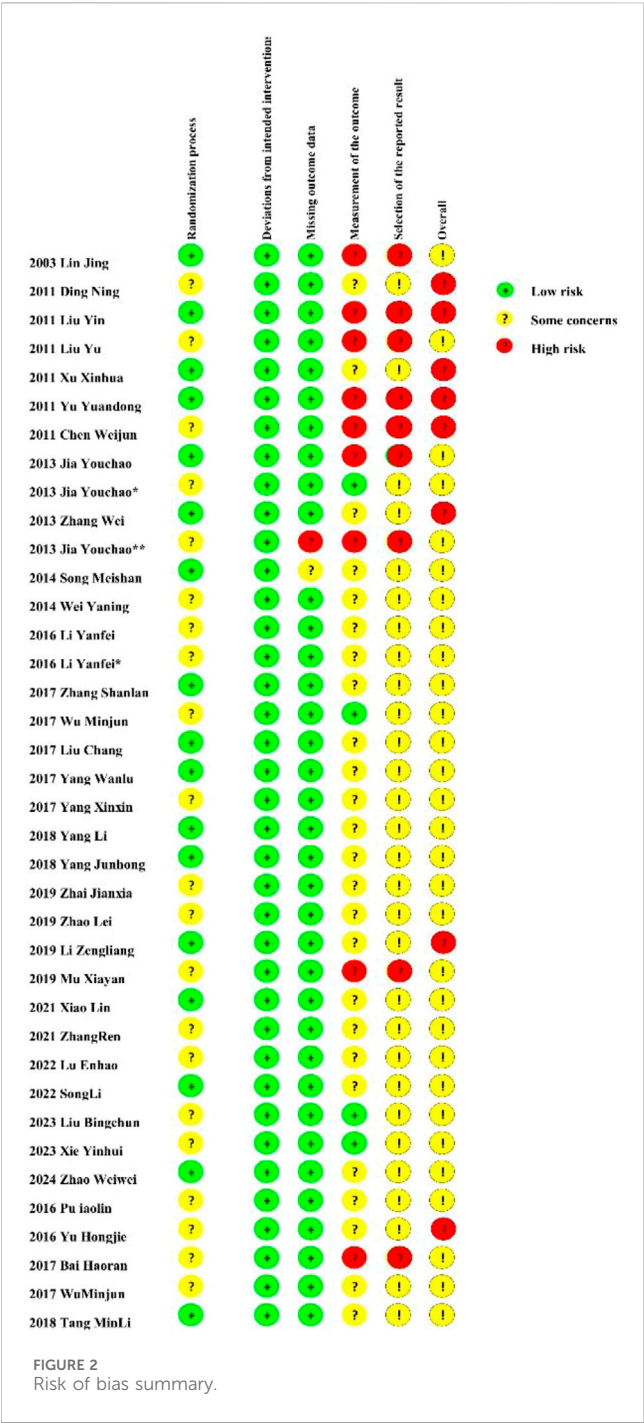 Randomization process
Deviations from intended interventions
Missing outcome data
Measurement of the outcome
Selection of the reported result
Overall
2003 Lin Jing + + + ? ? !
2011 Ding Ning ? + + ? ! ?
2011 Liu Yin + + + ? ? ?
2011 Liu Yu ? + + ? ? !
2011 Xu Xinhua + + + ? ! ?
2011 Yu Yuandong + + + ? ? ?
2011 Chen Weijun ? + + ? ? ?
2013 Jia Youchao + + + ? ? !
2013 Jia Youchao* ? + + + ! !
2013 Zhang Wei + + + ? ! ?
2013 Jia Youchao** ? + ? ? ? !
2014 Song Meishan + + ? ? ! !
2014 Wei Yaning ? + + ? ! !
2016 Li Yanfei ? + + ? ! !
2016 Li Yanfei* ? + + ? ! !
2017 Zhang Shanlan + + + ? ! !
2017 Wu Minjun ? + + + ! !
2017 Liu Chang + + + ? ! !
2017 Yang Wanlu + + + ? ! !
2017 Yang Xinxin ? + + ? ! !
2018 Yang Li + + + ? ! !
2018 Yang Junhong + + + ? ! !
2019 Zhai Jianxia ? + + ? ! !
2019 Zhao Lei ? + + ? ! !
2019 Li Zengliang + + + ? ! ?
2019 Mu Xiayan ? + + ? ? !
2021 Xiao Lin + + + ? ! !
2021 ZhangRen ? + + ? ! !
2022 Lu Enhao ? + + ? ! !
2022 SongLi + + + ? ! !
2023 Liu Bingchun ? + + + ! !
2023 Xie Yinhui ? + + + ! !
2024 Zhao Weiwei + + + ? ! !
2016 Pu iaolin ? + + ? ! !
2016 Yu Hongjie ? + + ? ! ?
2017 Bai Haoran ? + + ? ? !
2017 WuMinjun ? + + ? ! !
2018 Tang MinLi + + + ? ! !
+ Low risk
? Some concerns
? High risk
FIGURE 2
Risk of bias summary.